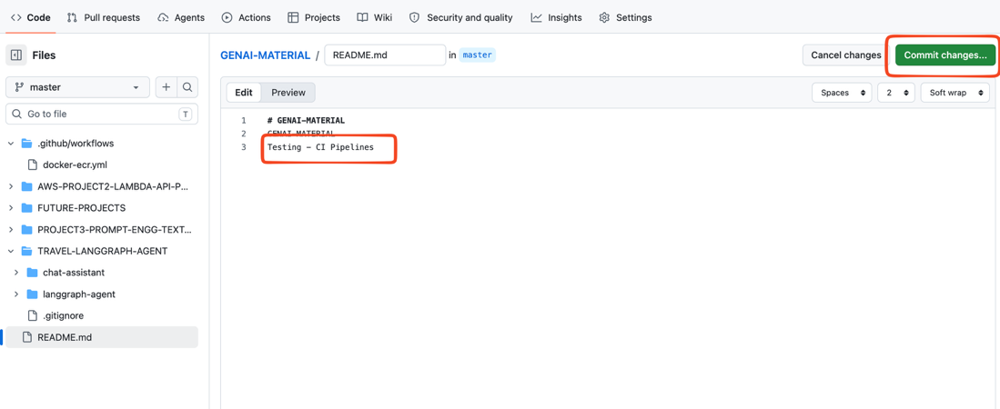 Code Pull requests Agents Actions Projects Wiki Security and quality Insights Settings
Files
master
Go to file T
.github/workflows
docker-ecr.yml
AWS-PROJECT2-LAMBDA-API-P...
FUTURE-PROJECTS
PROJECT3-PROMPT-ENGG-TEXT...
TRAVEL-LANGGRAPH-AGENT
chat-assistant
langgraph-agent
.gitignore
README.md
GENAI-MATERIAL / README.md in master Cancel changes Commit changes...
Edit Preview Spaces 2 Soft wrap
1 # GENAI-MATERIAL
2 GENAI-MATERIAL
3 Testing - CI Pipelines